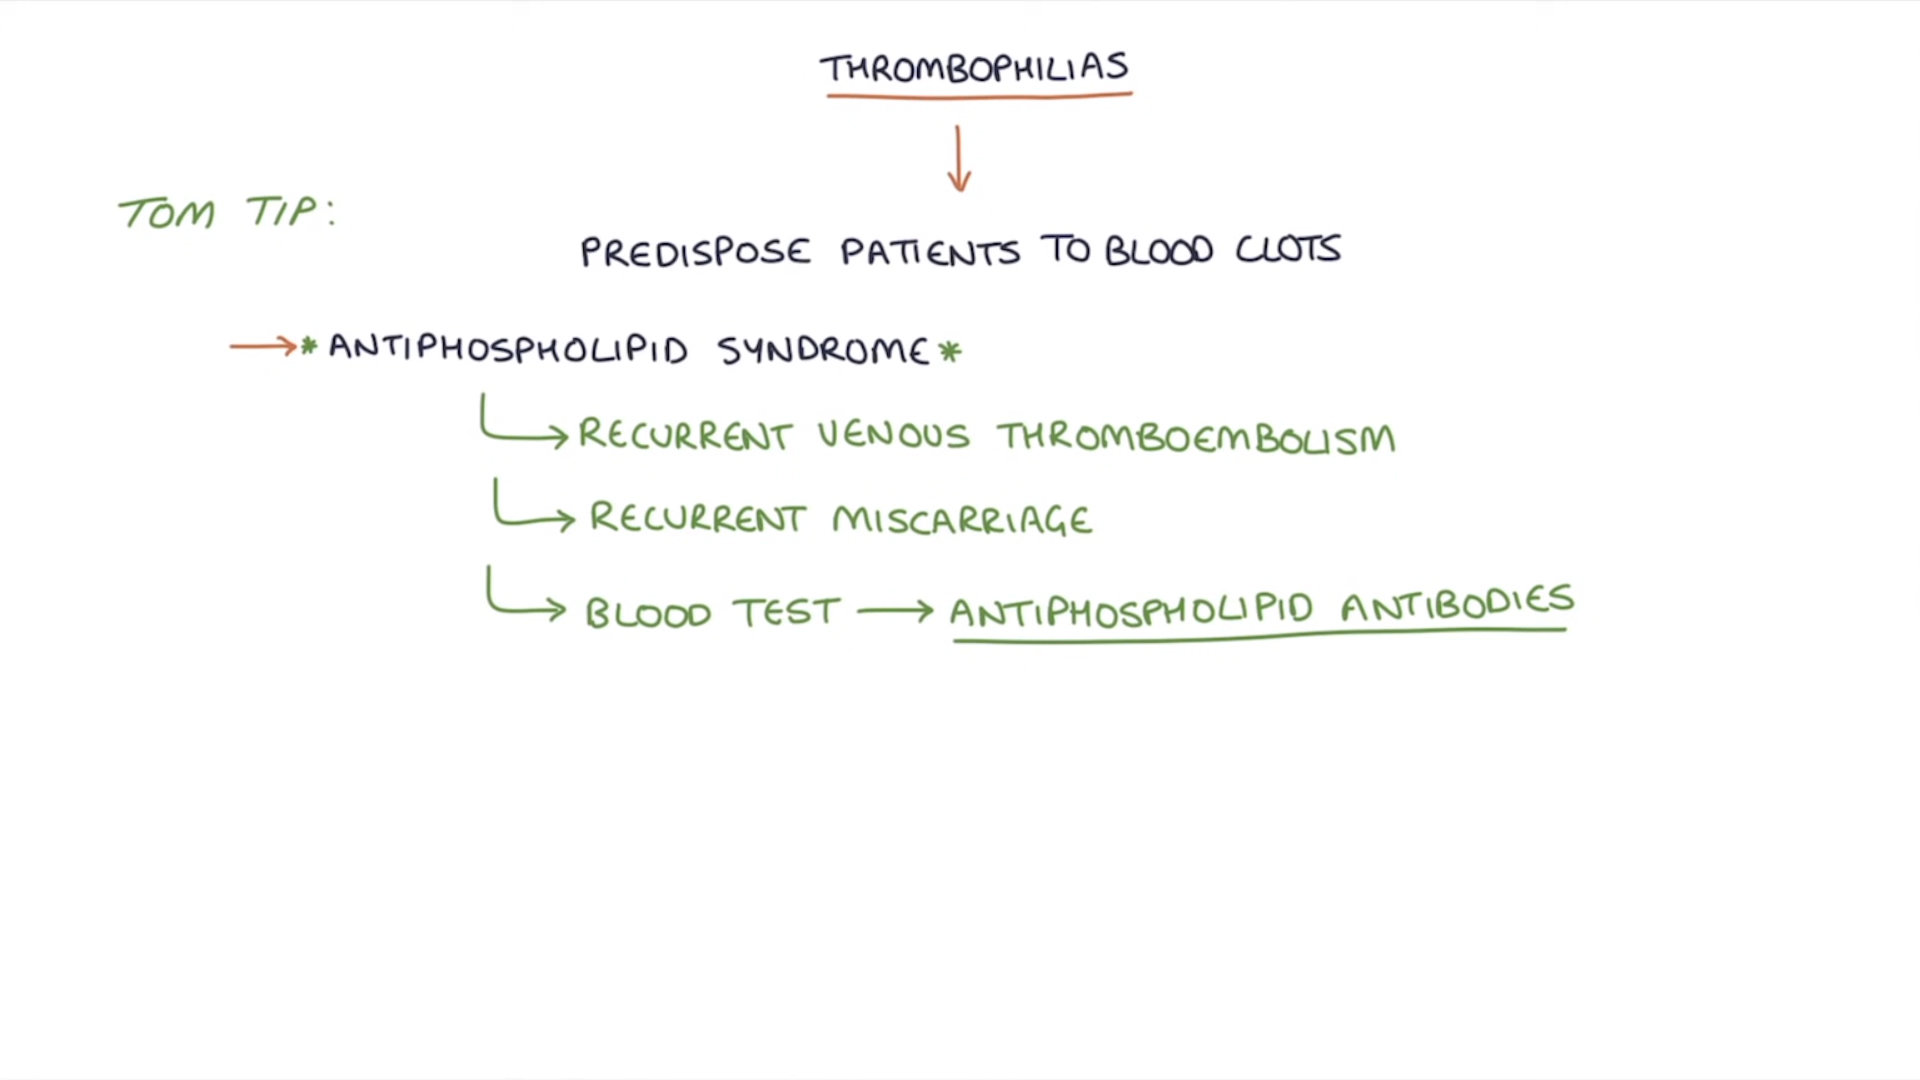 THROMBOPHILIAS
TOM TIP:
PREDISPOSE PATIENTS TO BLOOD CLOTS
* ANTIPHOSPHOLIPID SYNDROME *
RECURRENT VENOUS THROMBOEMBOLISM
RECURRENT MISCARRIAGE
BLOOD TEST → ANTIPHOSPHOLIPID ANTIBODIES